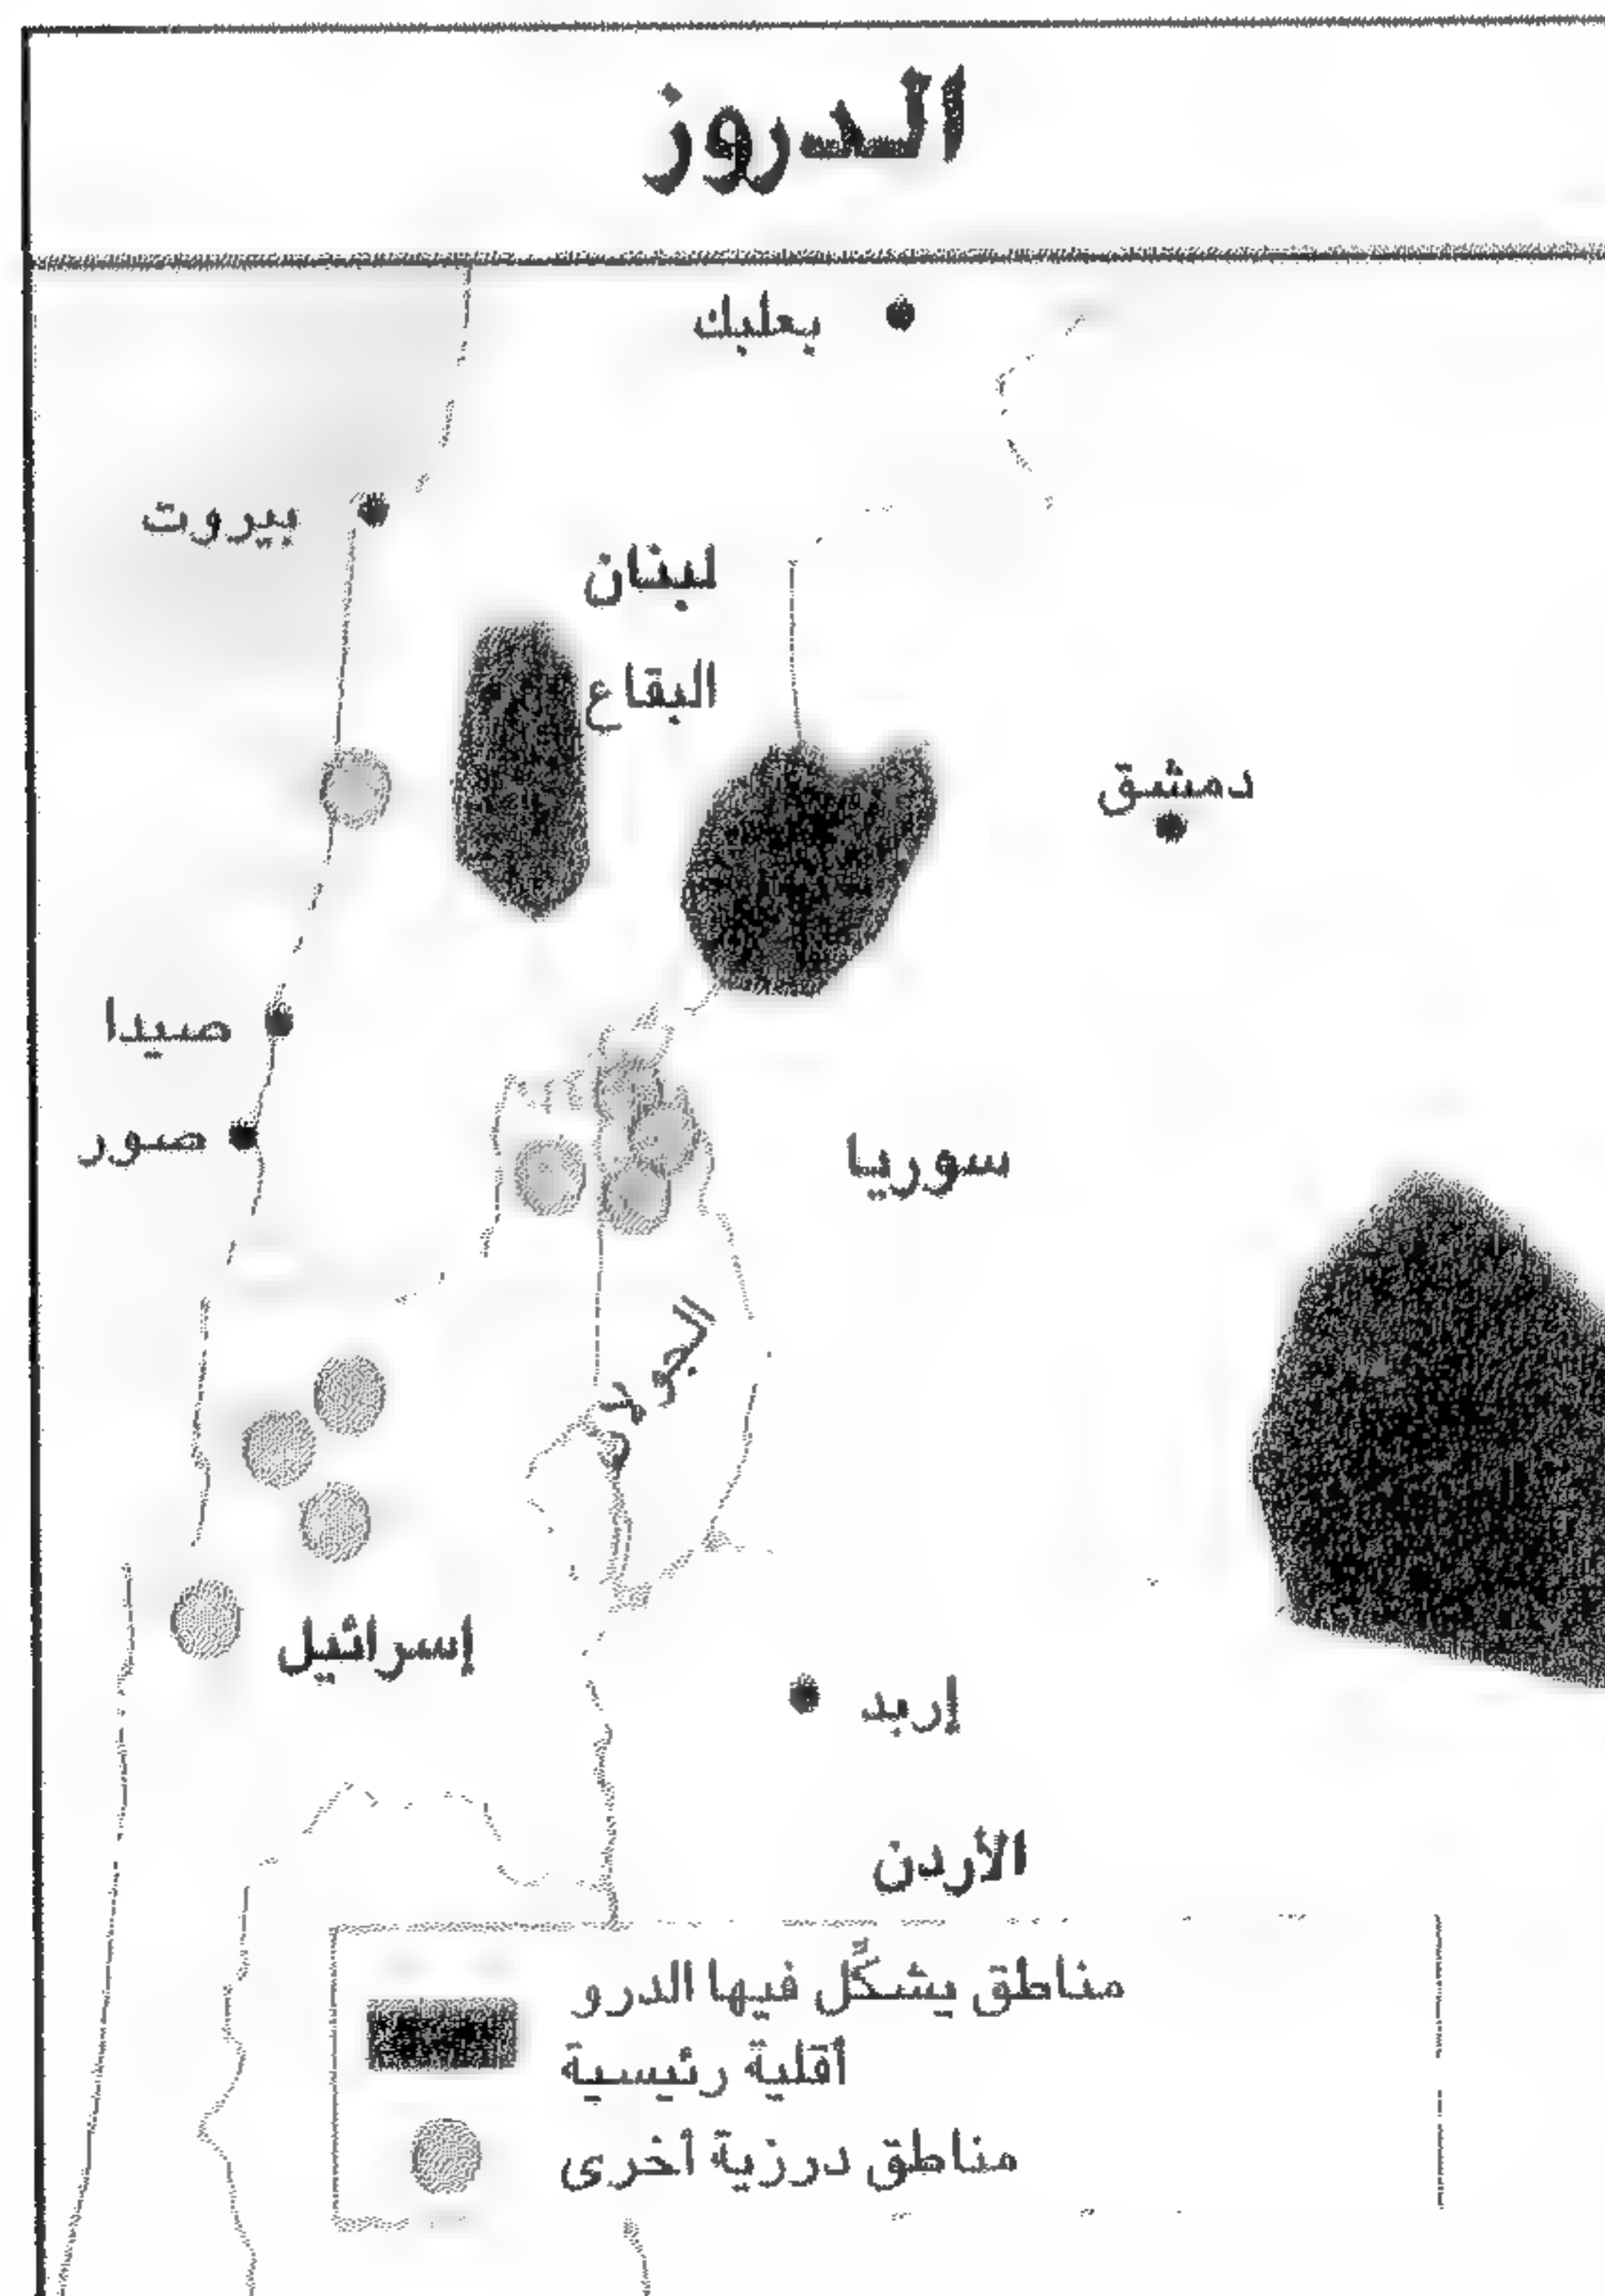 الدروز
بعلبك
بيروت
لبنان
البقاع
دمشق
صيدا
صور
سوريا
الجولان
إسرائيل
إربد
الأردن
مناطق يشكّل فيها الدرو
أقلية رئيسية
مناطق درزية أخرى